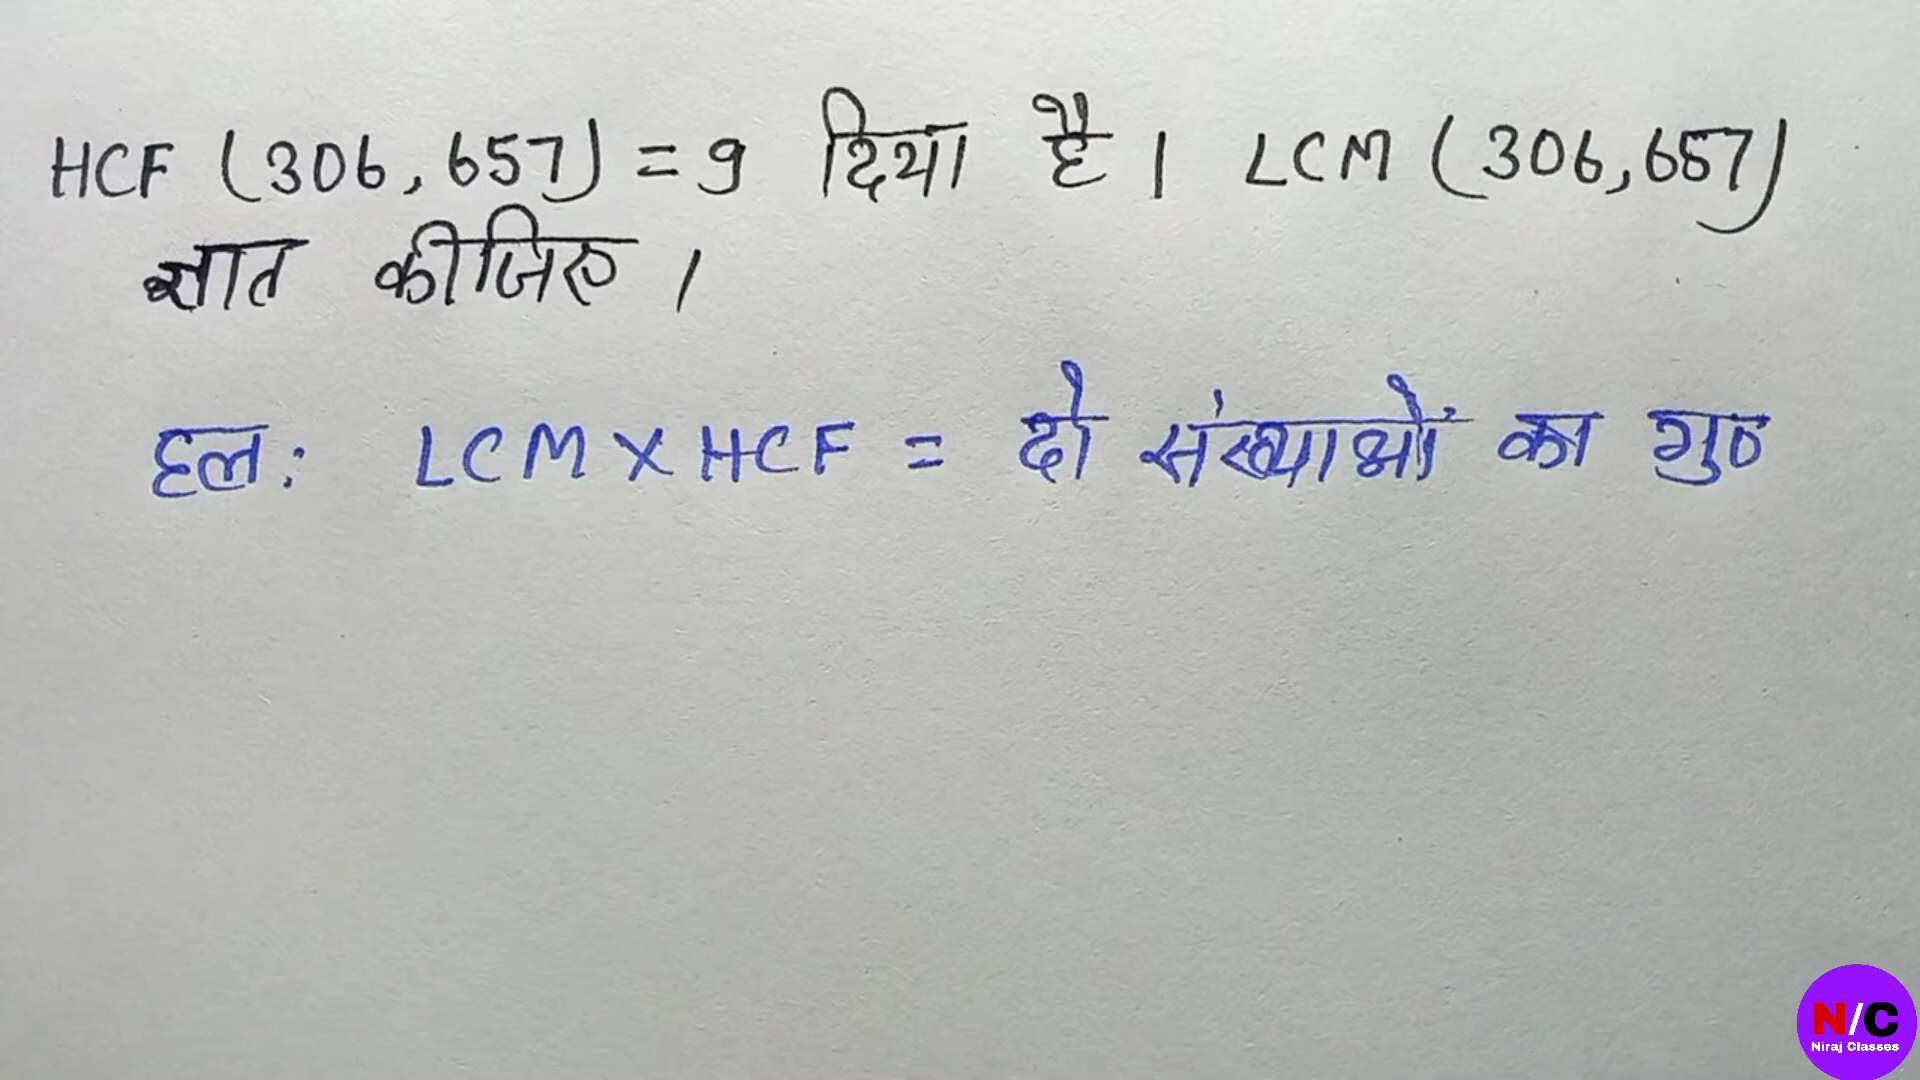 HCF (306, 657) = 9 दिया है । LCM (306, 657)
ज्ञात कीजिए ।
हल: LCM X HCF = दो संख्याओं का गुण
N/C
Niraj Classes